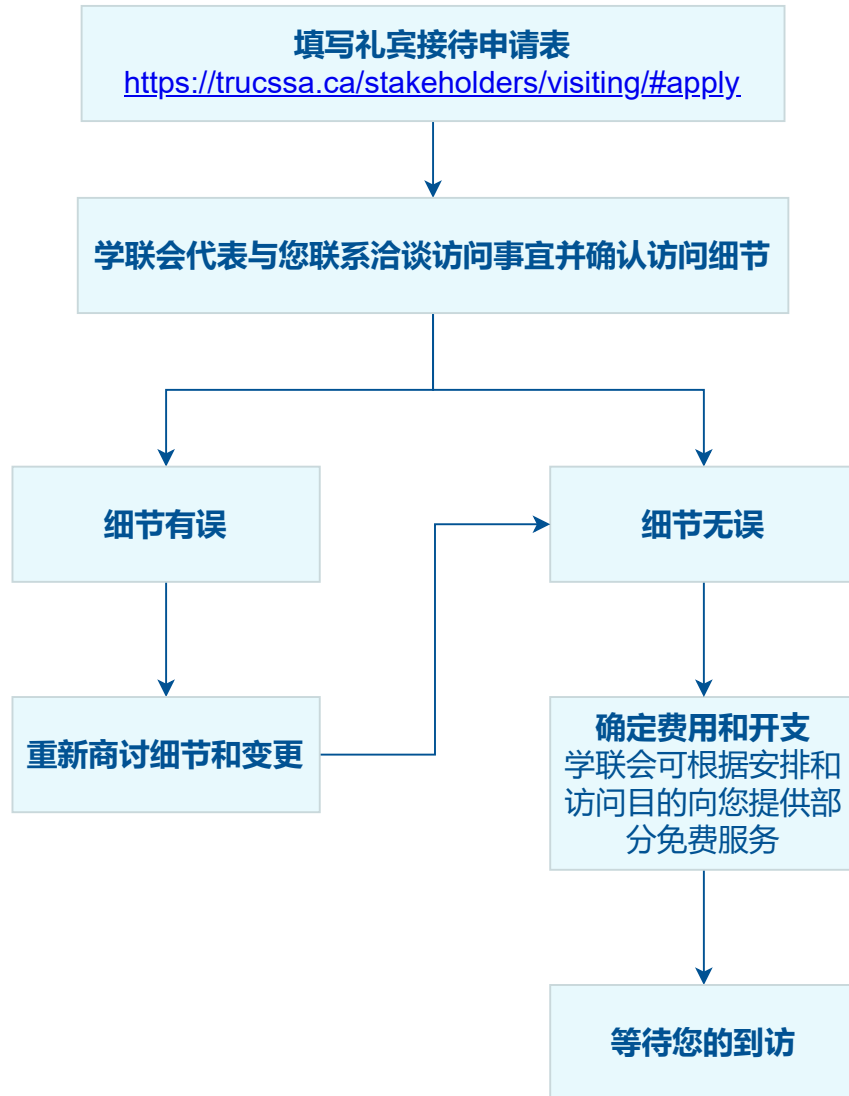 填写礼宾接待申请表
https://trucssa.ca/stakeholders/visiting/#apply
学联会代表与您联系洽谈访问事宜并确认访问细节
细节有误
细节无误
重新商讨细节和变更
确定费用和开支
学联会可根据安排和
访问目的向您提供部
分免费服务
等待您的到访